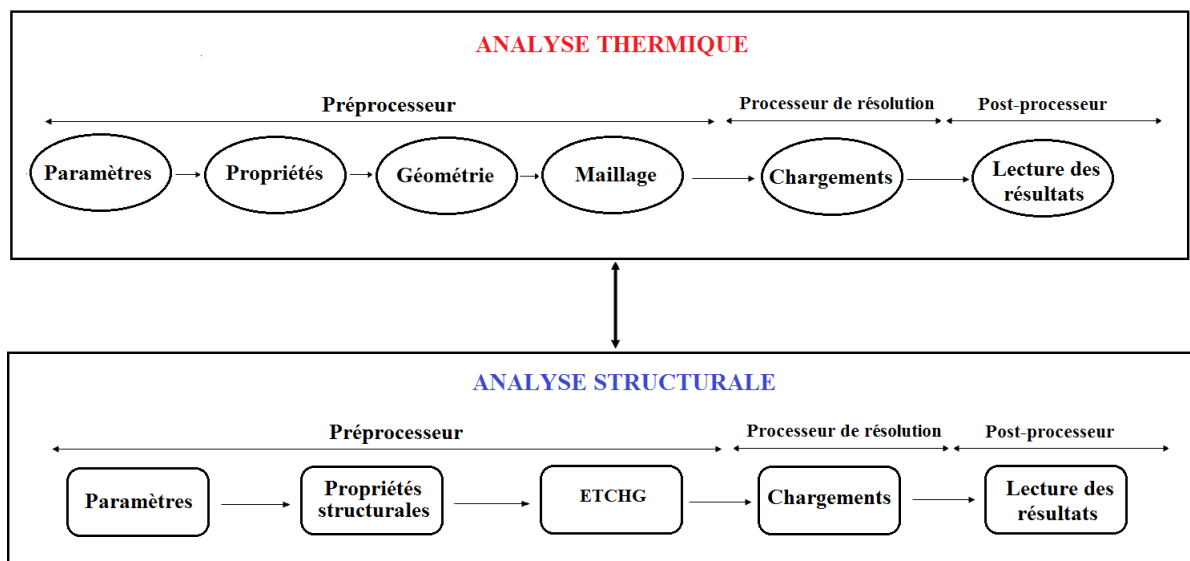 ANALYSE THERMIQUE
Préprocesseur
Processeur de résolution
Post-processeur
Paramètres
Propriétés
Géométrie
Maillage
Chargements
Lecture des
résultats
ANALYSE STRUCTURALE
Préprocesseur
Processeur de résolution
Post-processeur
Paramètres
Propriétés
structurales
ETCHG
Chargements
Lecture des
résultats